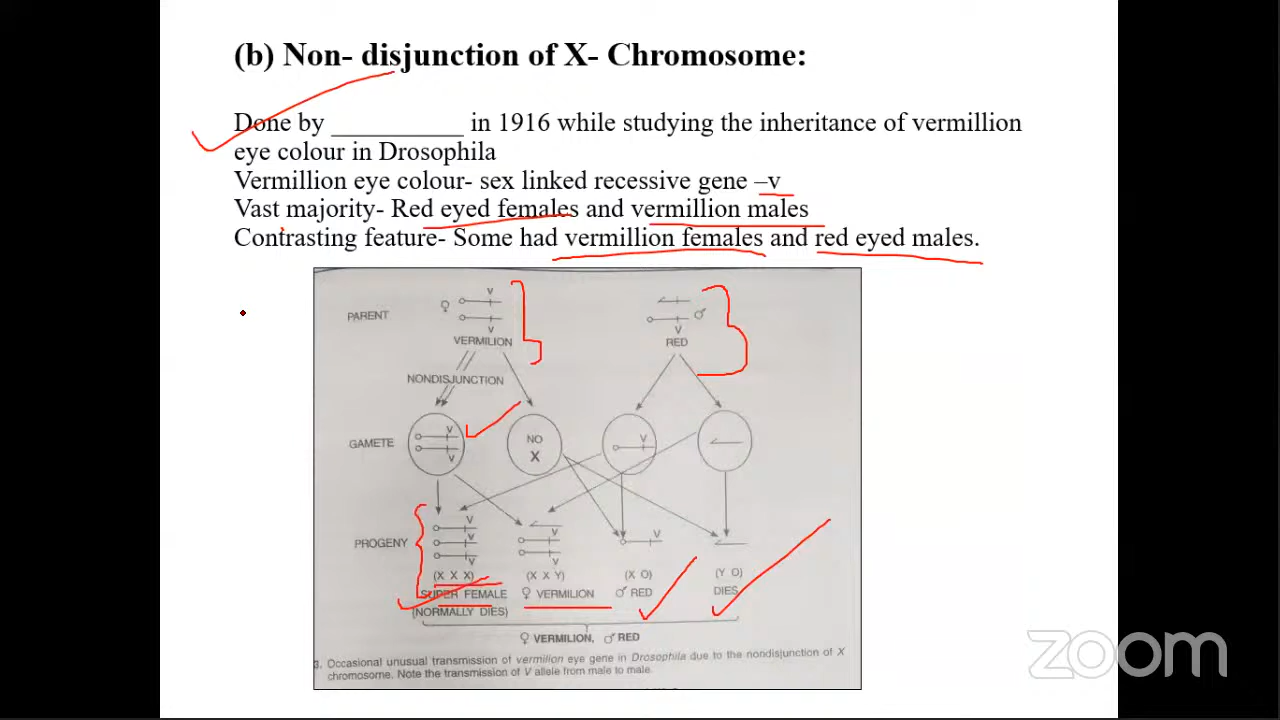 (b) Non- disjunction of X- Chromosome:
Done by __________ in 1916 while studying the inheritance of vermillion
eye colour in Drosophila
Vermillion eye colour- sex linked recessive gene –v
Vast majority- Red eyed females and vermillion males
Contrasting feature- Some had vermillion females and red eyed males.
v
PARENT ♀ ♂
v V
VERMILION RED
NONDISJUNCTION
GAMETE v v NO X V
PROGENY V v v V v V
(X X X) (X X Y) (X O) (Y O)
SUPER FEMALE ♀ VERMILION ♂ RED DIES
(NORMALLY DIES)
♀ VERMILION, ♂ RED
3. Occasional unusual transmission of vermilion eye gene in Drosophila due to the nondisjunction of X
chromosome. Note the transmission of V allele from male to male.
zoom